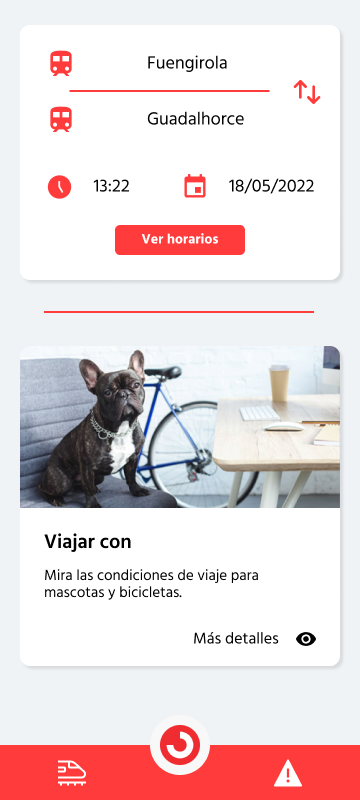 Fuengirola
Guadalhorce
13:22
18/05/2022
Ver horarios
Viajar con
Mira las condiciones de viaje para
mascotas y bicicletas.
Más detalles